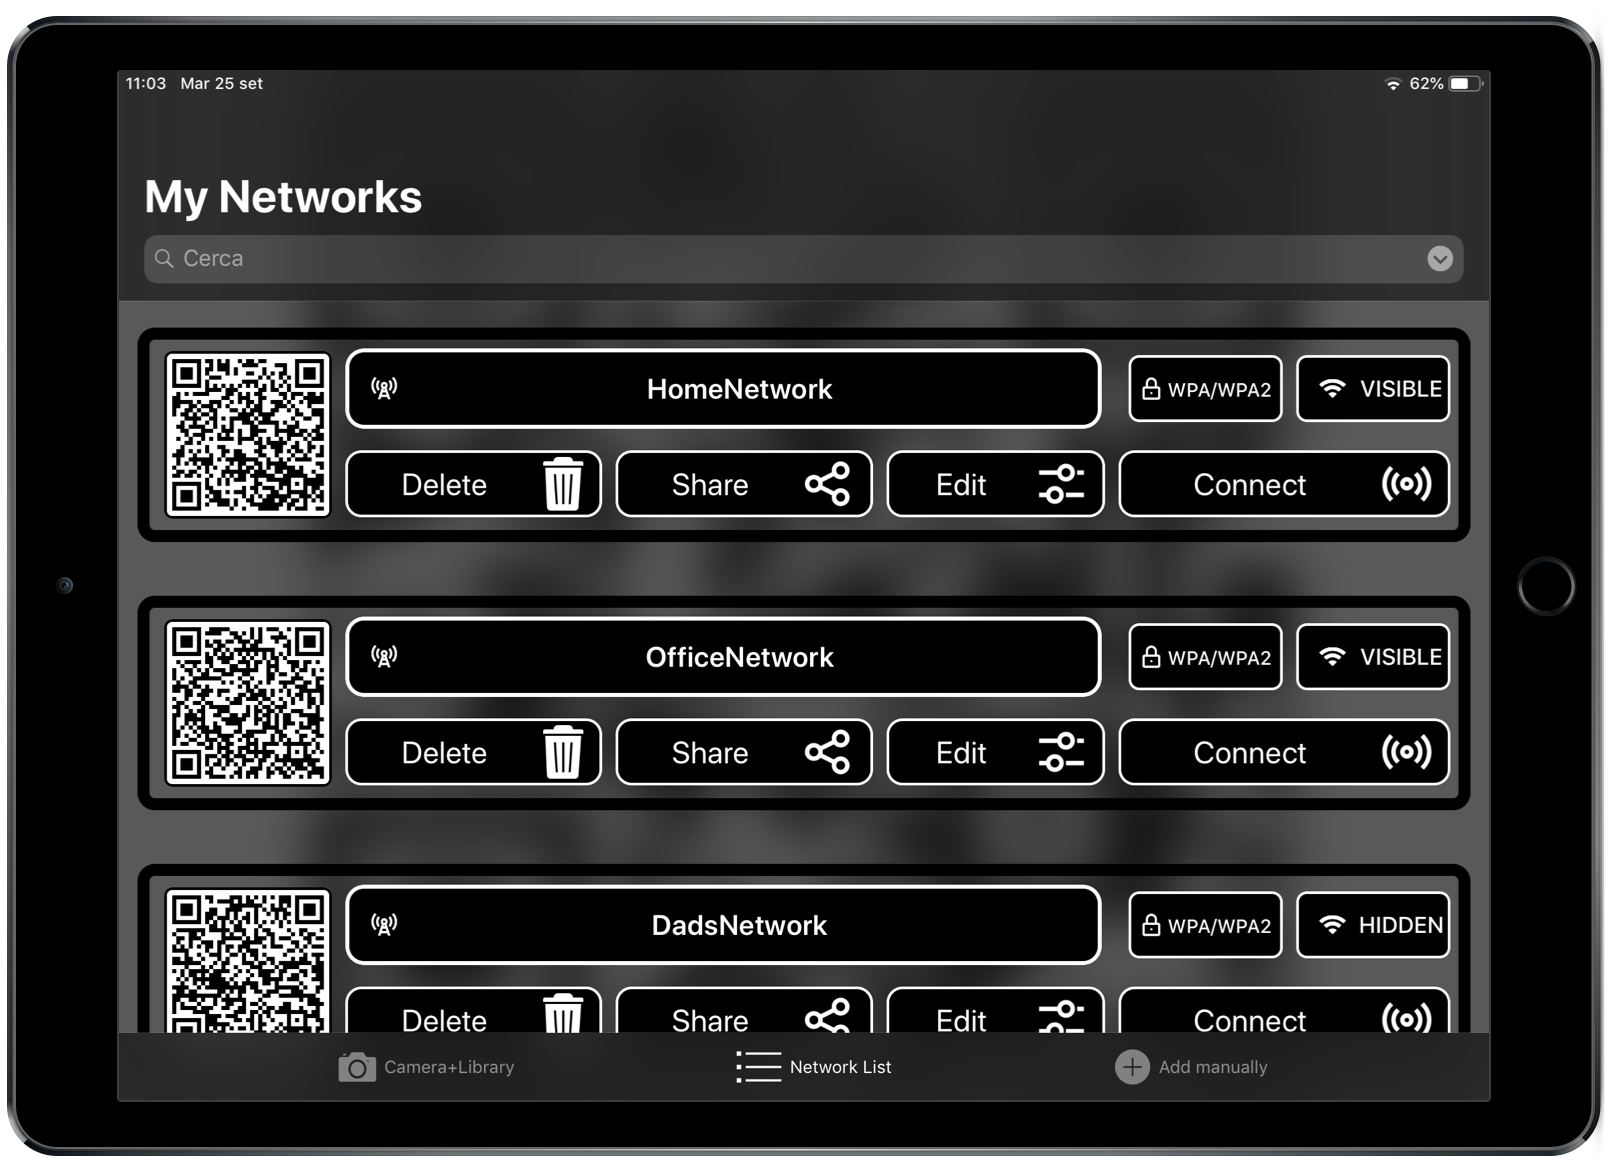 11:03 Mar 25 set
62%
My Networks
Cerca
HomeNetwork
WPA/WPA2
VISIBLE
Delete
Share
Edit
Connect
OfficeNetwork
WPA/WPA2
VISIBLE
Delete
Share
Edit
Connect
DadsNetwork
WPA/WPA2
HIDDEN
Delete
Share
Edit
Connect
Camera+Library
Network List
Add manually